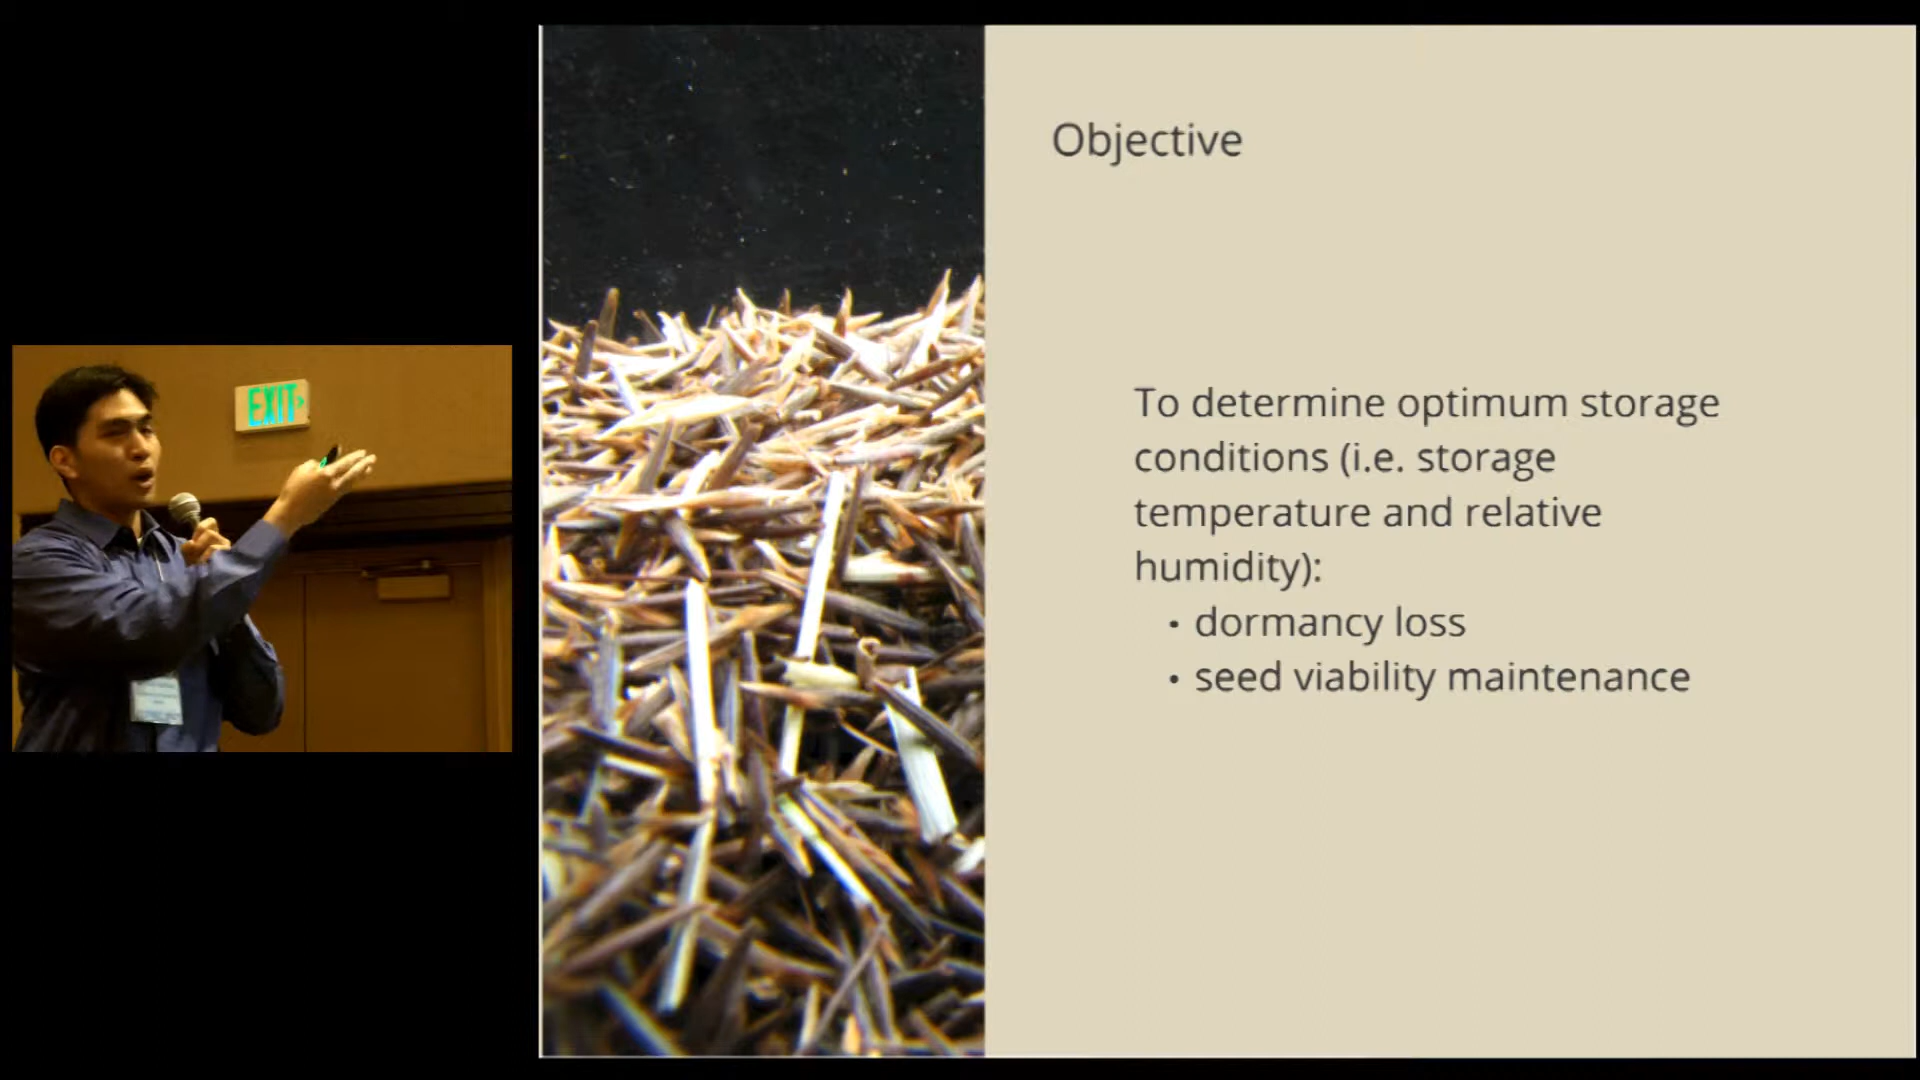 EXIT
Objective
To determine optimum storage
conditions (i.e. storage
temperature and relative
humidity):
• dormancy loss
• seed viability maintenance